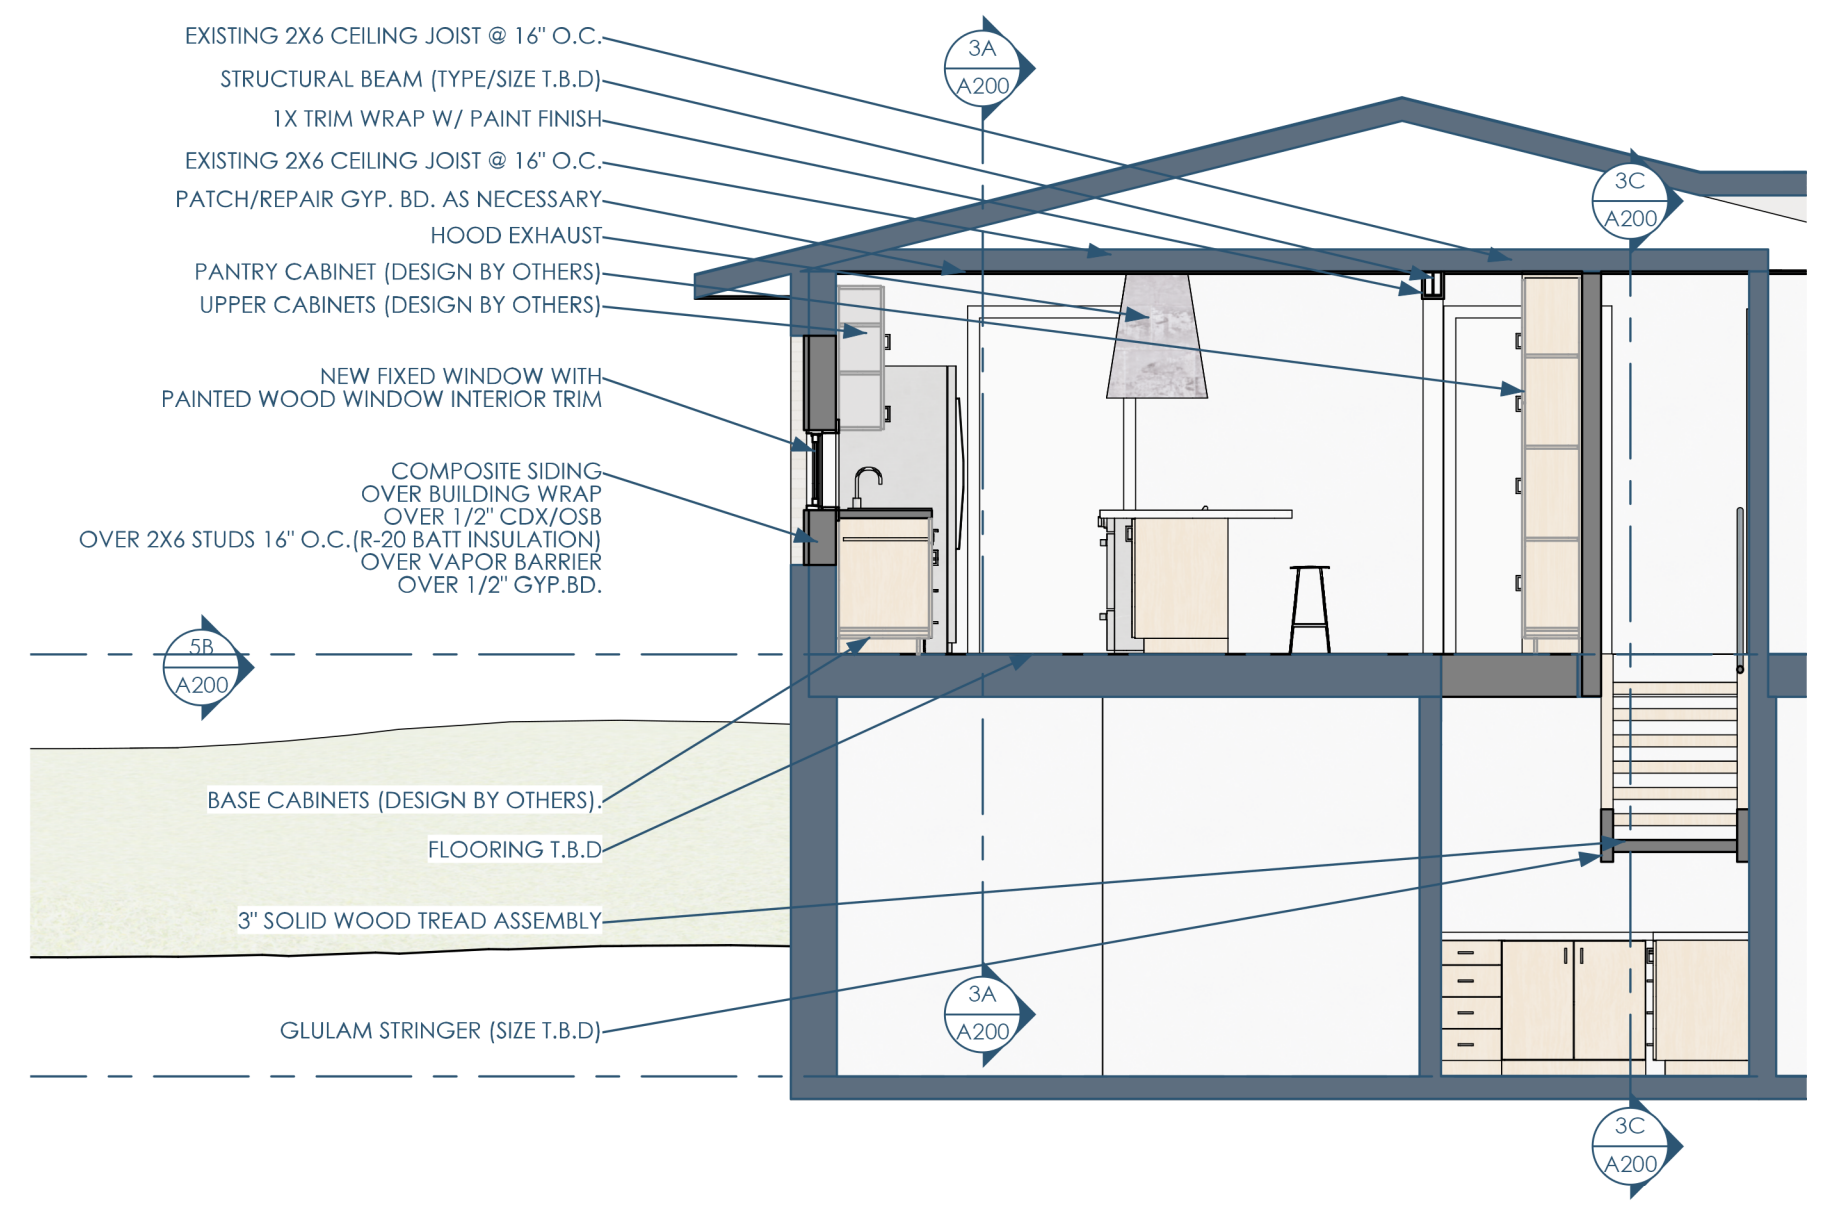 EXISTING 2X6 CEILING JOIST @ 16" O.C.
STRUCTURAL BEAM (TYPE/SIZE T.B.D)
1X TRIM WRAP W/ PAINT FINISH
EXISTING 2X6 CEILING JOIST @ 16" O.C.
PATCH/REPAIR GYP. BD. AS NECESSARY
HOOD EXHAUST
PANTRY CABINET (DESIGN BY OTHERS)
UPPER CABINETS (DESIGN BY OTHERS)
NEW FIXED WINDOW WITH
PAINTED WOOD WINDOW INTERIOR TRIM
COMPOSITE SIDING
OVER BUILDING WRAP
OVER 1/2" CDX/OSB
OVER 2X6 STUDS 16" O.C.(R-20 BATT INSULATION)
OVER VAPOR BARRIER
OVER 1/2" GYP.BD.
BASE CABINETS (DESIGN BY OTHERS).
FLOORING T.B.D
3" SOLID WOOD TREAD ASSEMBLY
GLULAM STRINGER (SIZE T.B.D)
3A
A200
3C
A200
5B
A200
3A
A200
3C
A200